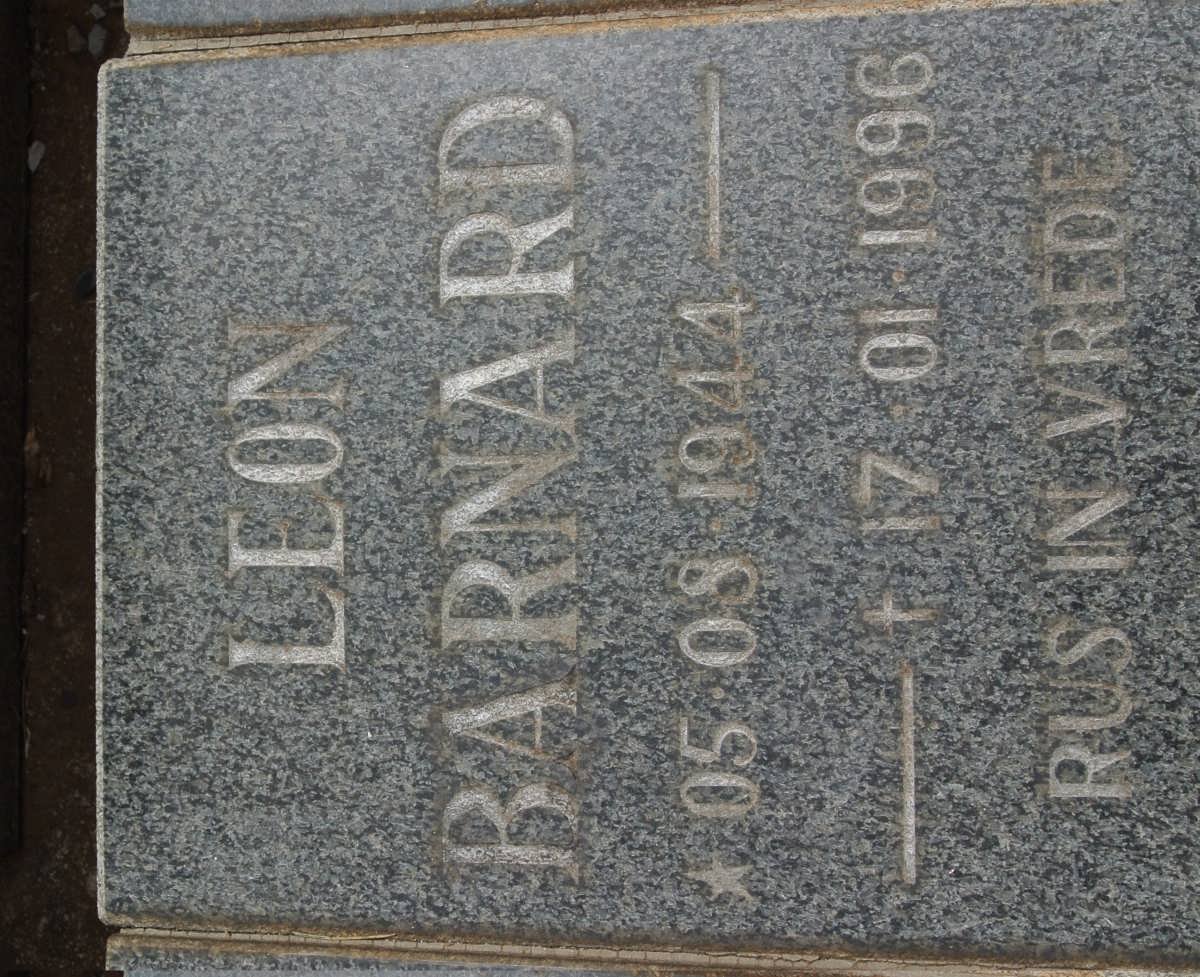 LEON
BARNARD
★ 05·08·1944 —
— † 17·01·1996
RUS IN VREDE